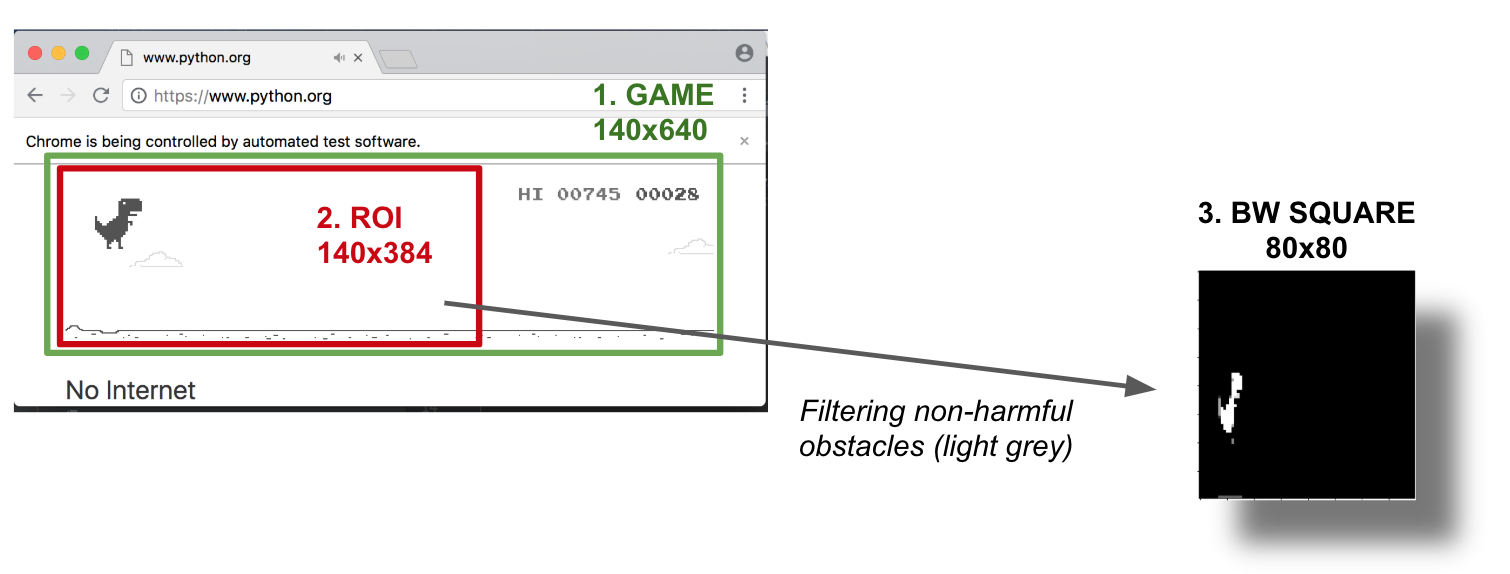 www.python.org
https://www.python.org
1. GAME
140x640
Chrome is being controlled by automated test software.
HI 00745 00028
2. ROI
140x384
3. BW SQUARE
80x80
No Internet
Filtering non-harmful
obstacles (light grey)